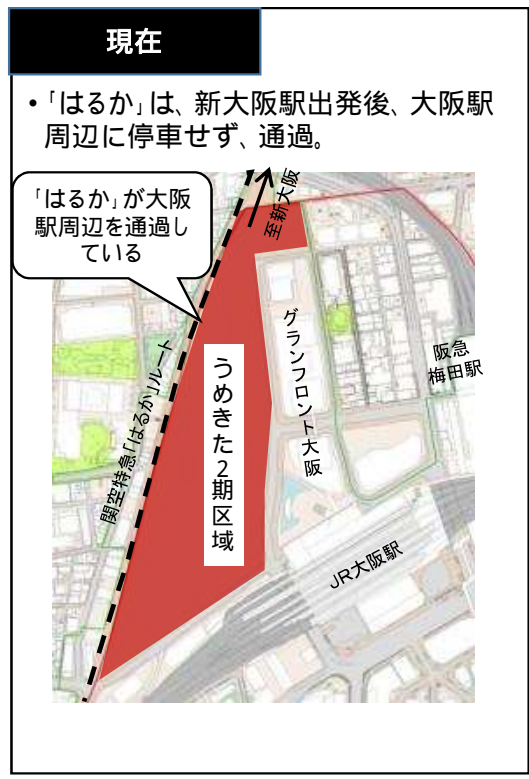 現在
・「はるか」は、新大阪駅出発後、大阪駅
周辺に停車せず、通過。
「はるか」が大阪
駅周辺を通過し
ている
至新大阪
グランフロント大阪
阪急
梅田駅
関空特急「はるか」ルート
うめきた2期区域
JR大阪駅